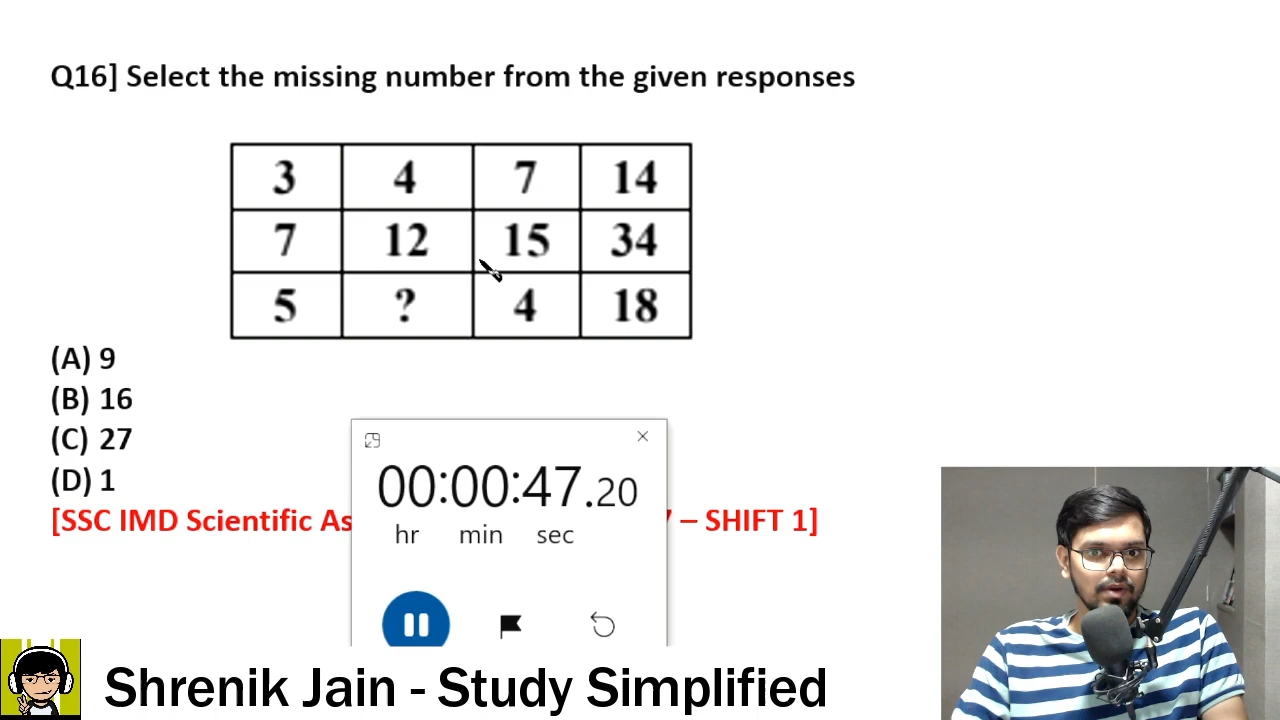 Q16] Select the missing number from the given responses
3 4 7 14
7 12 15 34
5 ? 4 18
(A) 9
(B) 16
(C) 27
(D) 1
[SSC IMD Scientific As 7 – SHIFT 1]
00:00:47.20
hr min sec
Shrenik Jain - Study Simplified